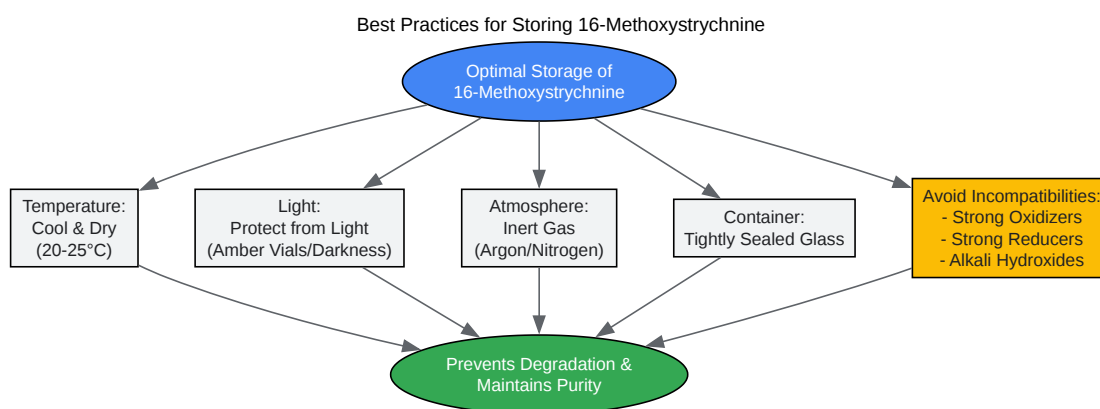 Best Practices for Storing 16-Methoxystrychnine
Optimal Storage of
16-Methoxystrychnine
Temperature:
Cool & Dry
(20-25°C)
Light:
Protect from Light
(Amber Vials/Darkness)
Atmosphere:
Inert Gas
(Argon/Nitrogen)
Container:
Tightly Sealed Glass
Avoid Incompatibilities:
- Strong Oxidizers
- Strong Reducers
- Alkali Hydroxides
Prevents Degradation &
Maintains Purity